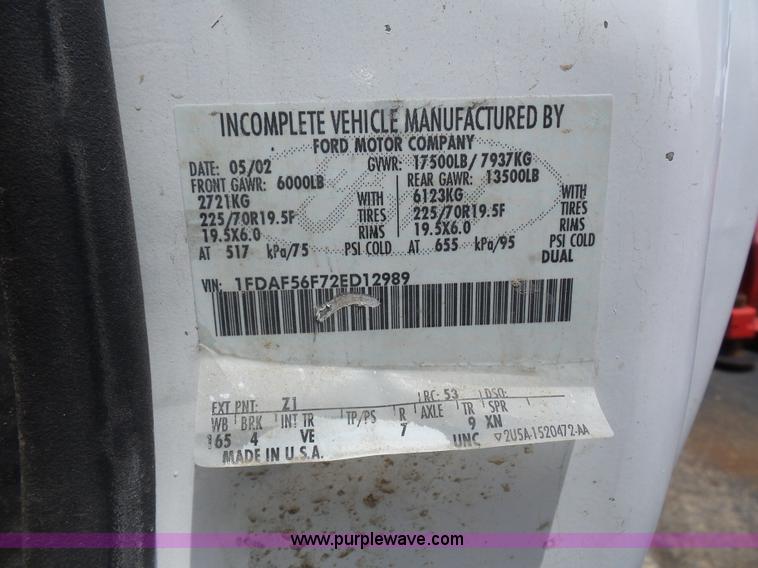 INCOMPLETE VEHICLE MANUFACTURED BY
FORD MOTOR COMPANY
DATE: 05/02 GVWR: 17500LB/ 7937KG
FRONT GAWR: 6000LB REAR GAWR: 13500LB
2721KG WITH 6123KG WITH
225/70R19.5F TIRES 225/70R19.5F TIRES
19.5X6.0 RIMS 19.5X6.0 RIMS
AT 517 kPa/75 PSI COLD AT 655 kPa/95 PSI COLD
DUAL
VIN: 1FDAF56F72ED12989
EXT PNT: Z1 RC: 53 DSO:
WB BRK INT TR TP/PS R AXLE TR SPR
165 4 VE 7 9 XN
MADE IN U.S.A. UNC ▽2U5A-1520472-AA
www.purplewave.com